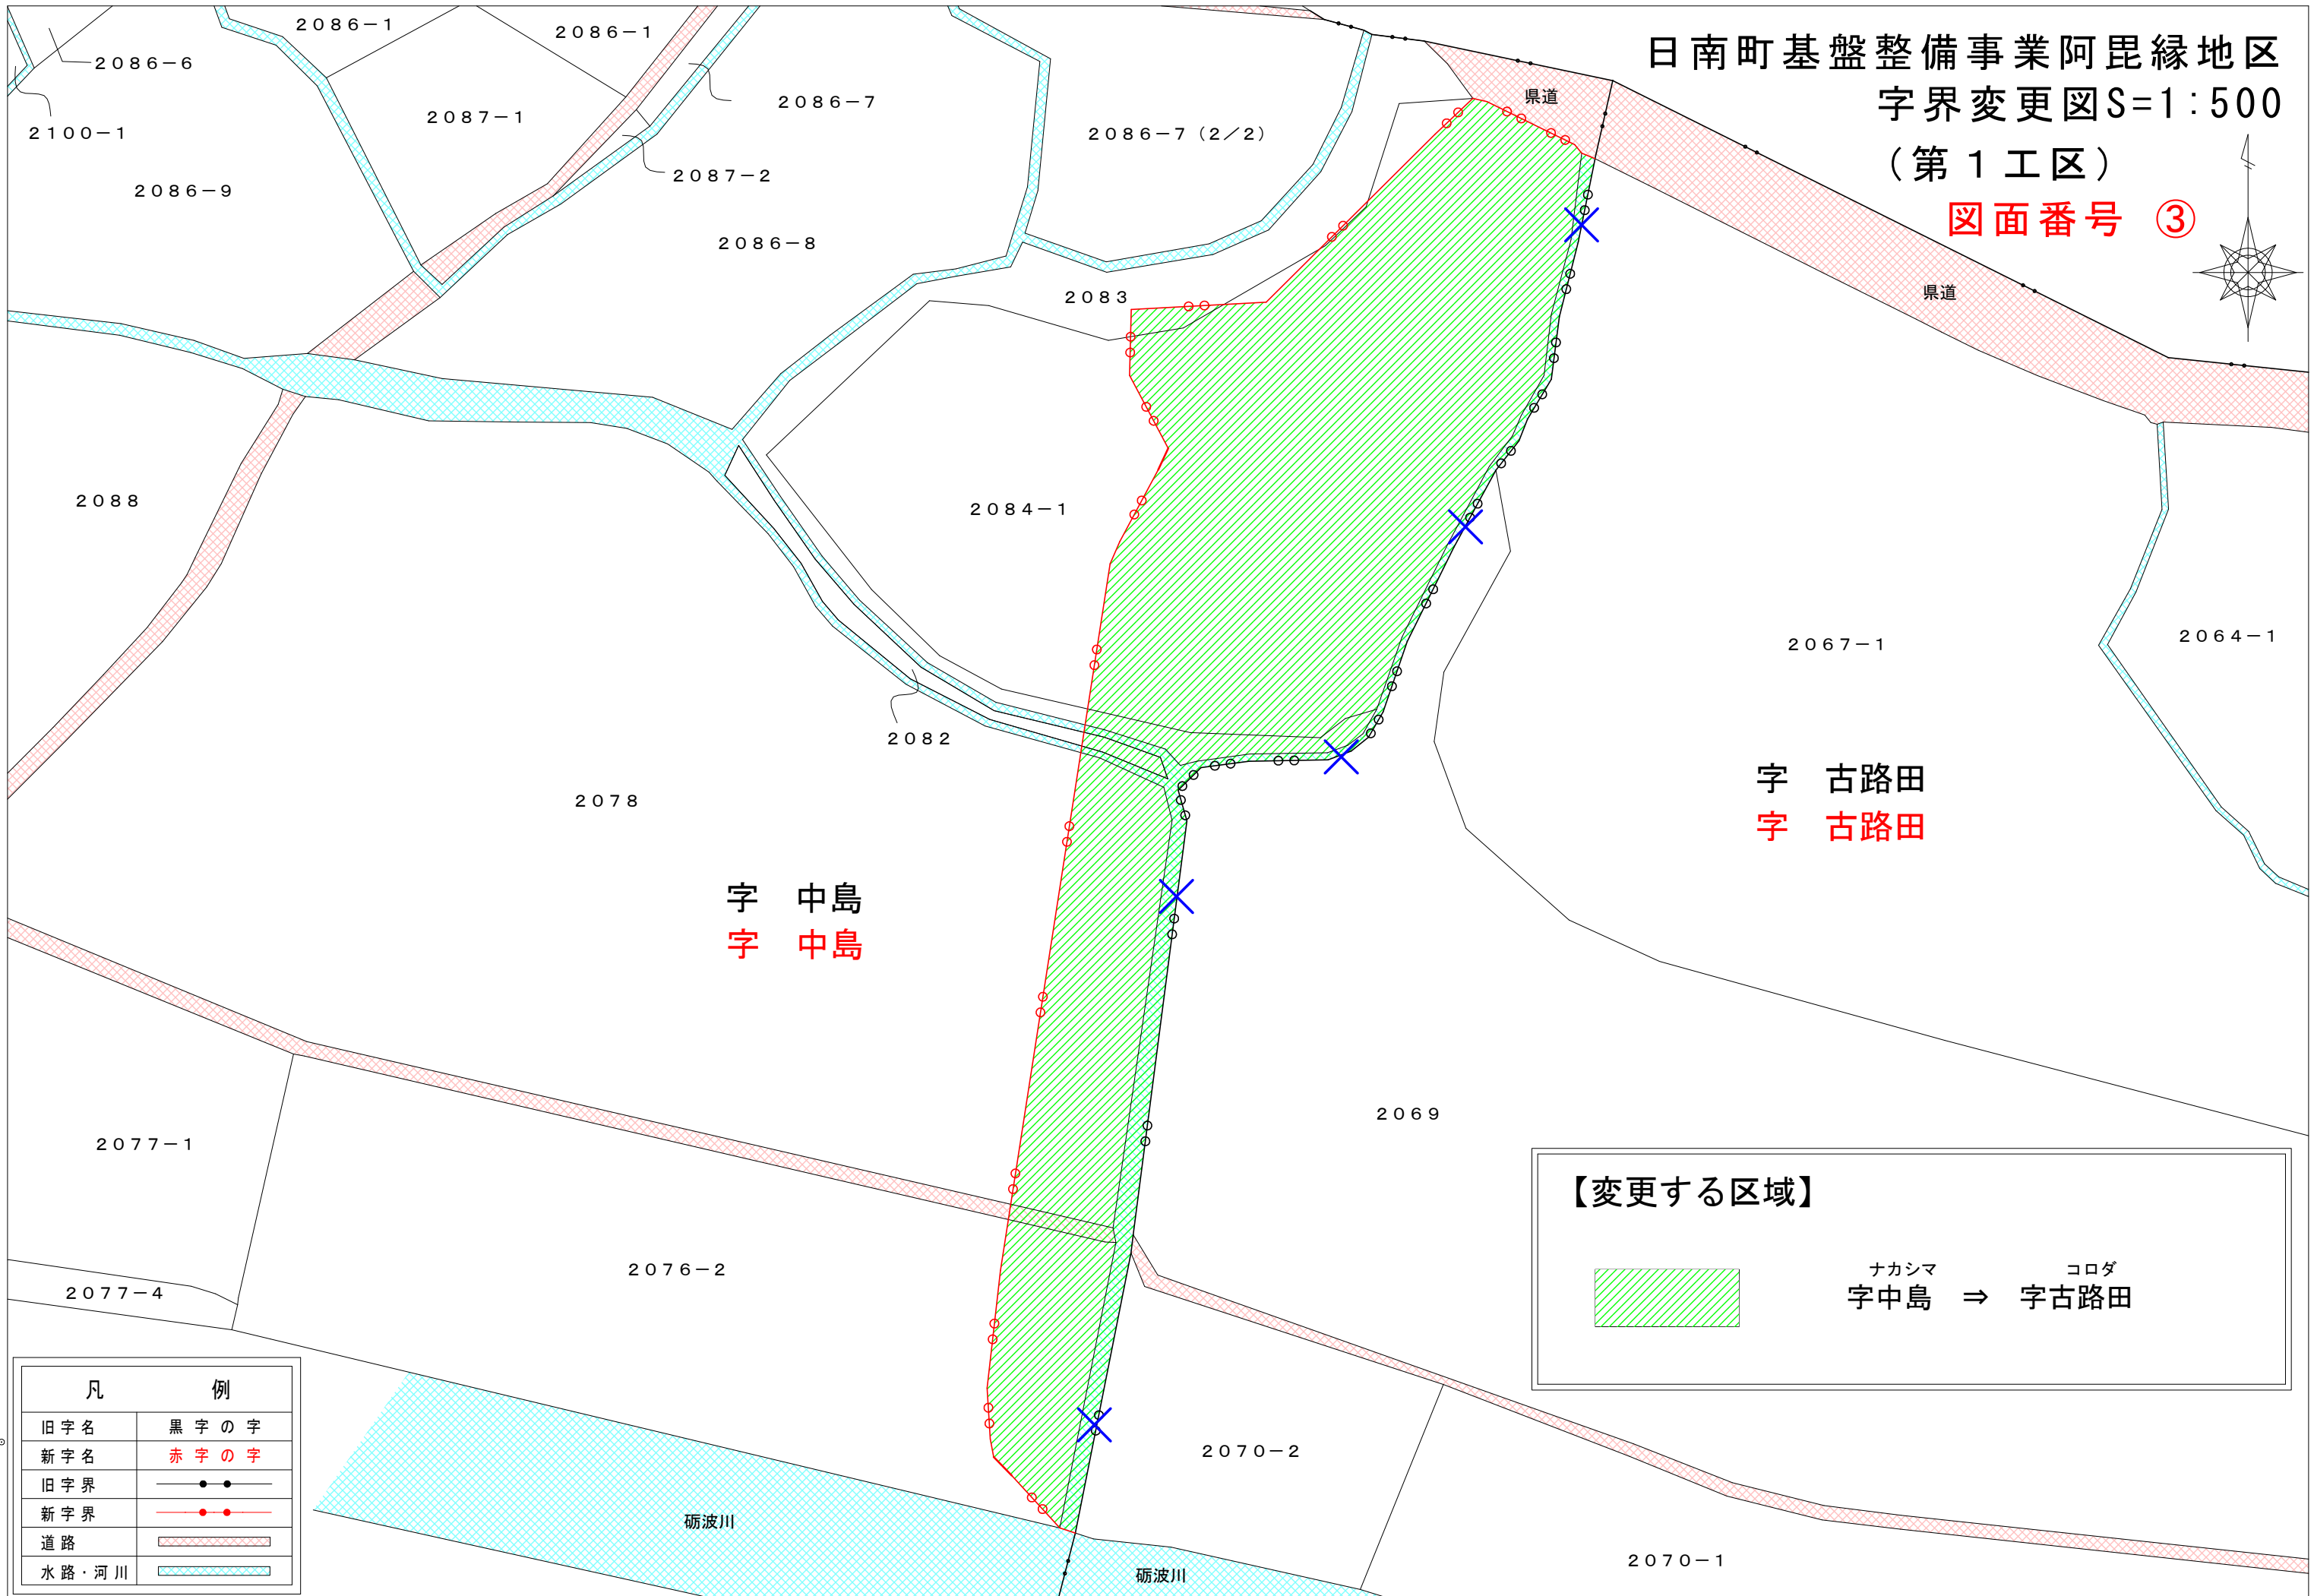 日南町基盤整備事業阿毘縁地区
字界変更図S=1:500
（第１工区）
図面番号 ③
２０８６－６
２０８６－１
２０８６－１
２１００－１
２０８７－１
２０８６－７
２０８６－７（２／２）
県道
２０８７－２
２０８６－９
２０８６－８
２０８３
県道
２０８８
２０８４－１
２０６７－１
２０６４－１
２０８２
２０７８
字　古路田
字　古路田
字　中島
字　中島
２０６９
２０７７－１
２０７６－２
２０７７－４
【変更する区域】
ナカシマ　コロダ
字中島　⇒　字古路田
２０７０－２
砺波川
砺波川
２０７０－１
凡　例
旧字名　黒字の字
新字名　赤字の字
旧字界
新字界
道路
水路・河川